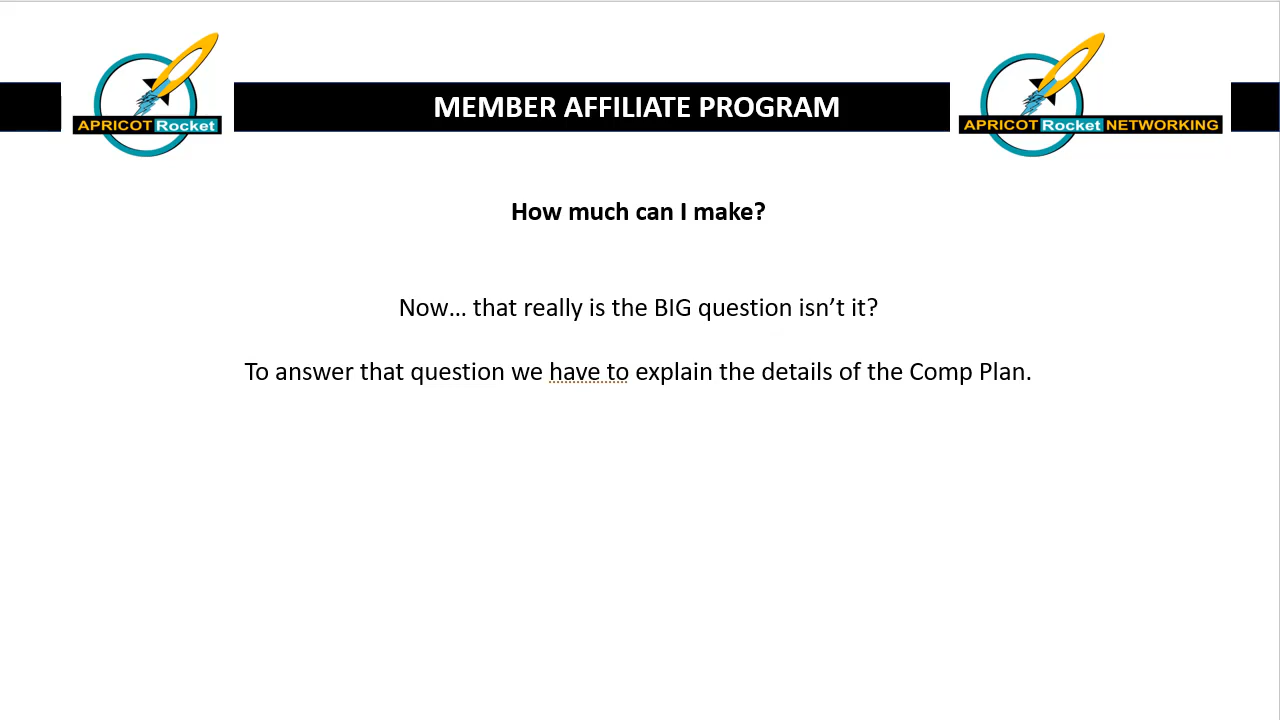 APRICOT Rocket
MEMBER AFFILIATE PROGRAM
APRICOT Rocket NETWORKING
How much can I make?
Now… that really is the BIG question isn’t it?
To answer that question we have to explain the details of the Comp Plan.